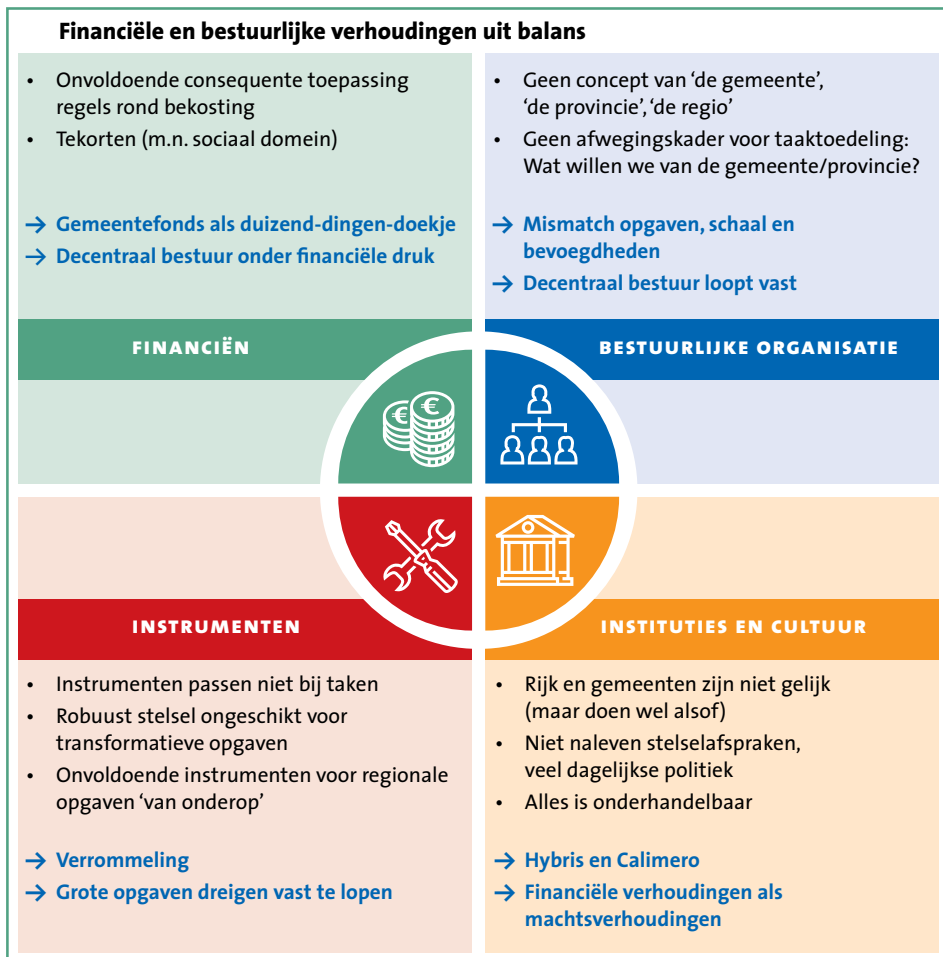 Financiële en bestuurlijke verhoudingen uit balans
• Onvoldoende consequente toepassing
regels rond bekosting
• Tekorten (m.n. sociaal domein)
→ Gemeentefonds als duizend-dingen-doekje
→ Decentraal bestuur onder financiële druk
FINANCIËN
• Geen concept van ‘de gemeente’,
‘de provincie’, ‘de regio’
• Geen afwegingskader voor taaktoedeling:
Wat willen we van de gemeente/provincie?
→ Mismatch opgaven, schaal en
bevoegdheden
→ Decentraal bestuur loopt vast
BESTUURLIJKE ORGANISATIE
INSTRUMENTEN
• Instrumenten passen niet bij taken
• Robuust stelsel ongeschikt voor
transformatieve opgaven
• Onvoldoende instrumenten voor regionale
opgaven ‘van onderop’
→ Verrommeling
→ Grote opgaven dreigen vast te lopen
INSTITUTIES EN CULTUUR
• Rijk en gemeenten zijn niet gelijk
(maar doen wel alsof)
• Niet naleven stelselafspraken,
veel dagelijkse politiek
• Alles is onderhandelbaar
→ Hybris en Calimero
→ Financiële verhoudingen als
machtsverhoudingen